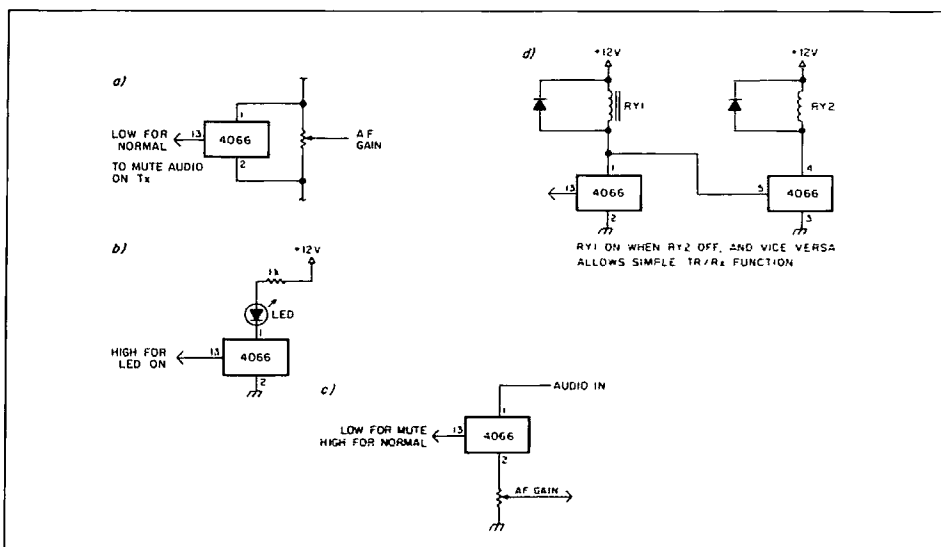 a)
1
LOW FOR
NORMAL
13
4066
A F
GAIN
TO MUTE AUDIO
ON Tx
2
b)
+12V
1k
LED
1
HIGH FOR
LED ON
13
4066
2
c)
AUDIO IN
1
LOW FOR MUTE
HIGH FOR NORMAL
13
4066
2
AF GAIN
d)
+12V
+12V
RY1
RY2
1
4
13
4066
5
4066
2
3
RY1 ON WHEN RY2 OFF, AND VICE VERSA
ALLOWS SIMPLE TR/Rx FUNCTION